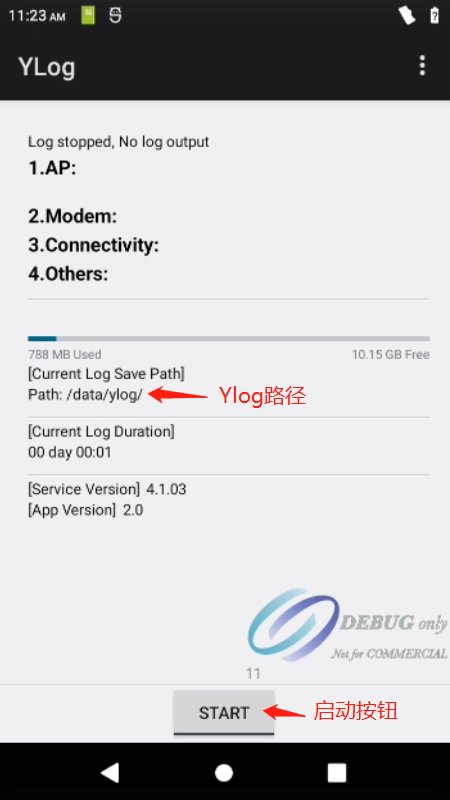 11:23 AM
YLog
Log stopped, No log output
1.AP:
2.Modem:
3.Connectivity:
4.Others:
788 MB Used
10.15 GB Free
[Current Log Save Path]
Path: /data/ylog/
Ylog路径
[Current Log Duration]
00 day 00:01
[Service Version] 4.1.03
[App Version] 2.0
DEBUG only
Not for COMMERCIAL
11
START
启动按钮